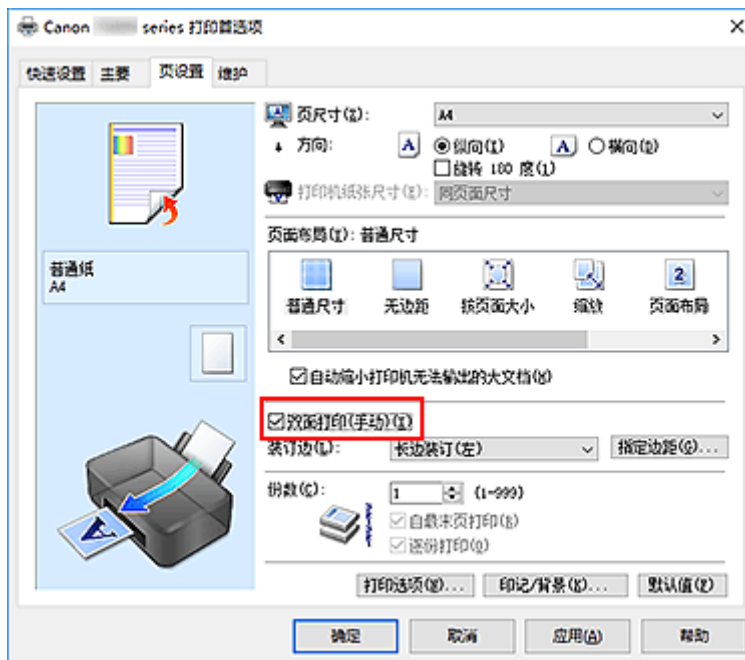 Canon series 打印首选项
快速设置 主要 页设置 维护
页尺寸(Z): A4
方向: A 纵向(T) A 横向(D)
旋转 180 度(1)
打印机纸张尺寸(E): 同页面尺寸
页面布局(I): 普通尺寸
2
普通尺寸 无边距 按页面大小 缩放 页面布局
自动缩小打印机无法输出的大文档(W)
普通纸
A4
双面打印(手动)(X)
装订边(L): 长边装订(左) 指定边距(G)...
份数(C): 1 (1-999)
自最末页打印(B)
逐份打印(O)
打印选项(N)... 印记/背景(K)... 默认值(F)
确定 取消 应用(A) 帮助